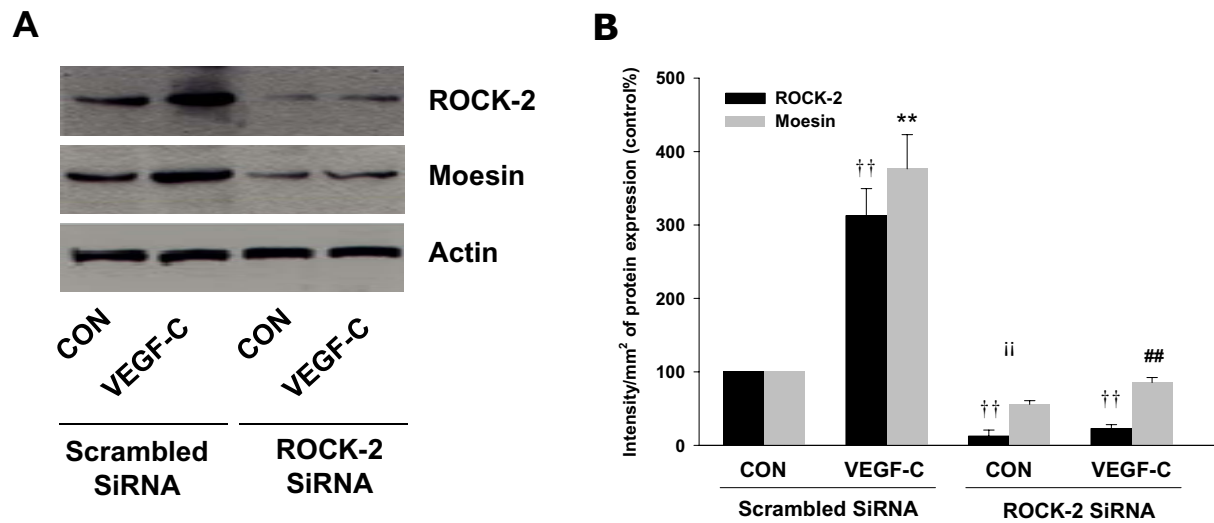 A
ROCK-2
Moesin
Actin
CON
VEGF-C
CON
VEGF-C
Scrambled
SiRNA
ROCK-2
SiRNA
B
Intensity/mm² of protein expression (control%)
500
400
300
200
100
0
ROCK-2
Moesin
††
**
††
¡¡
††
##
CON
VEGF-C
CON
VEGF-C
Scrambled SiRNA
ROCK-2 SiRNA